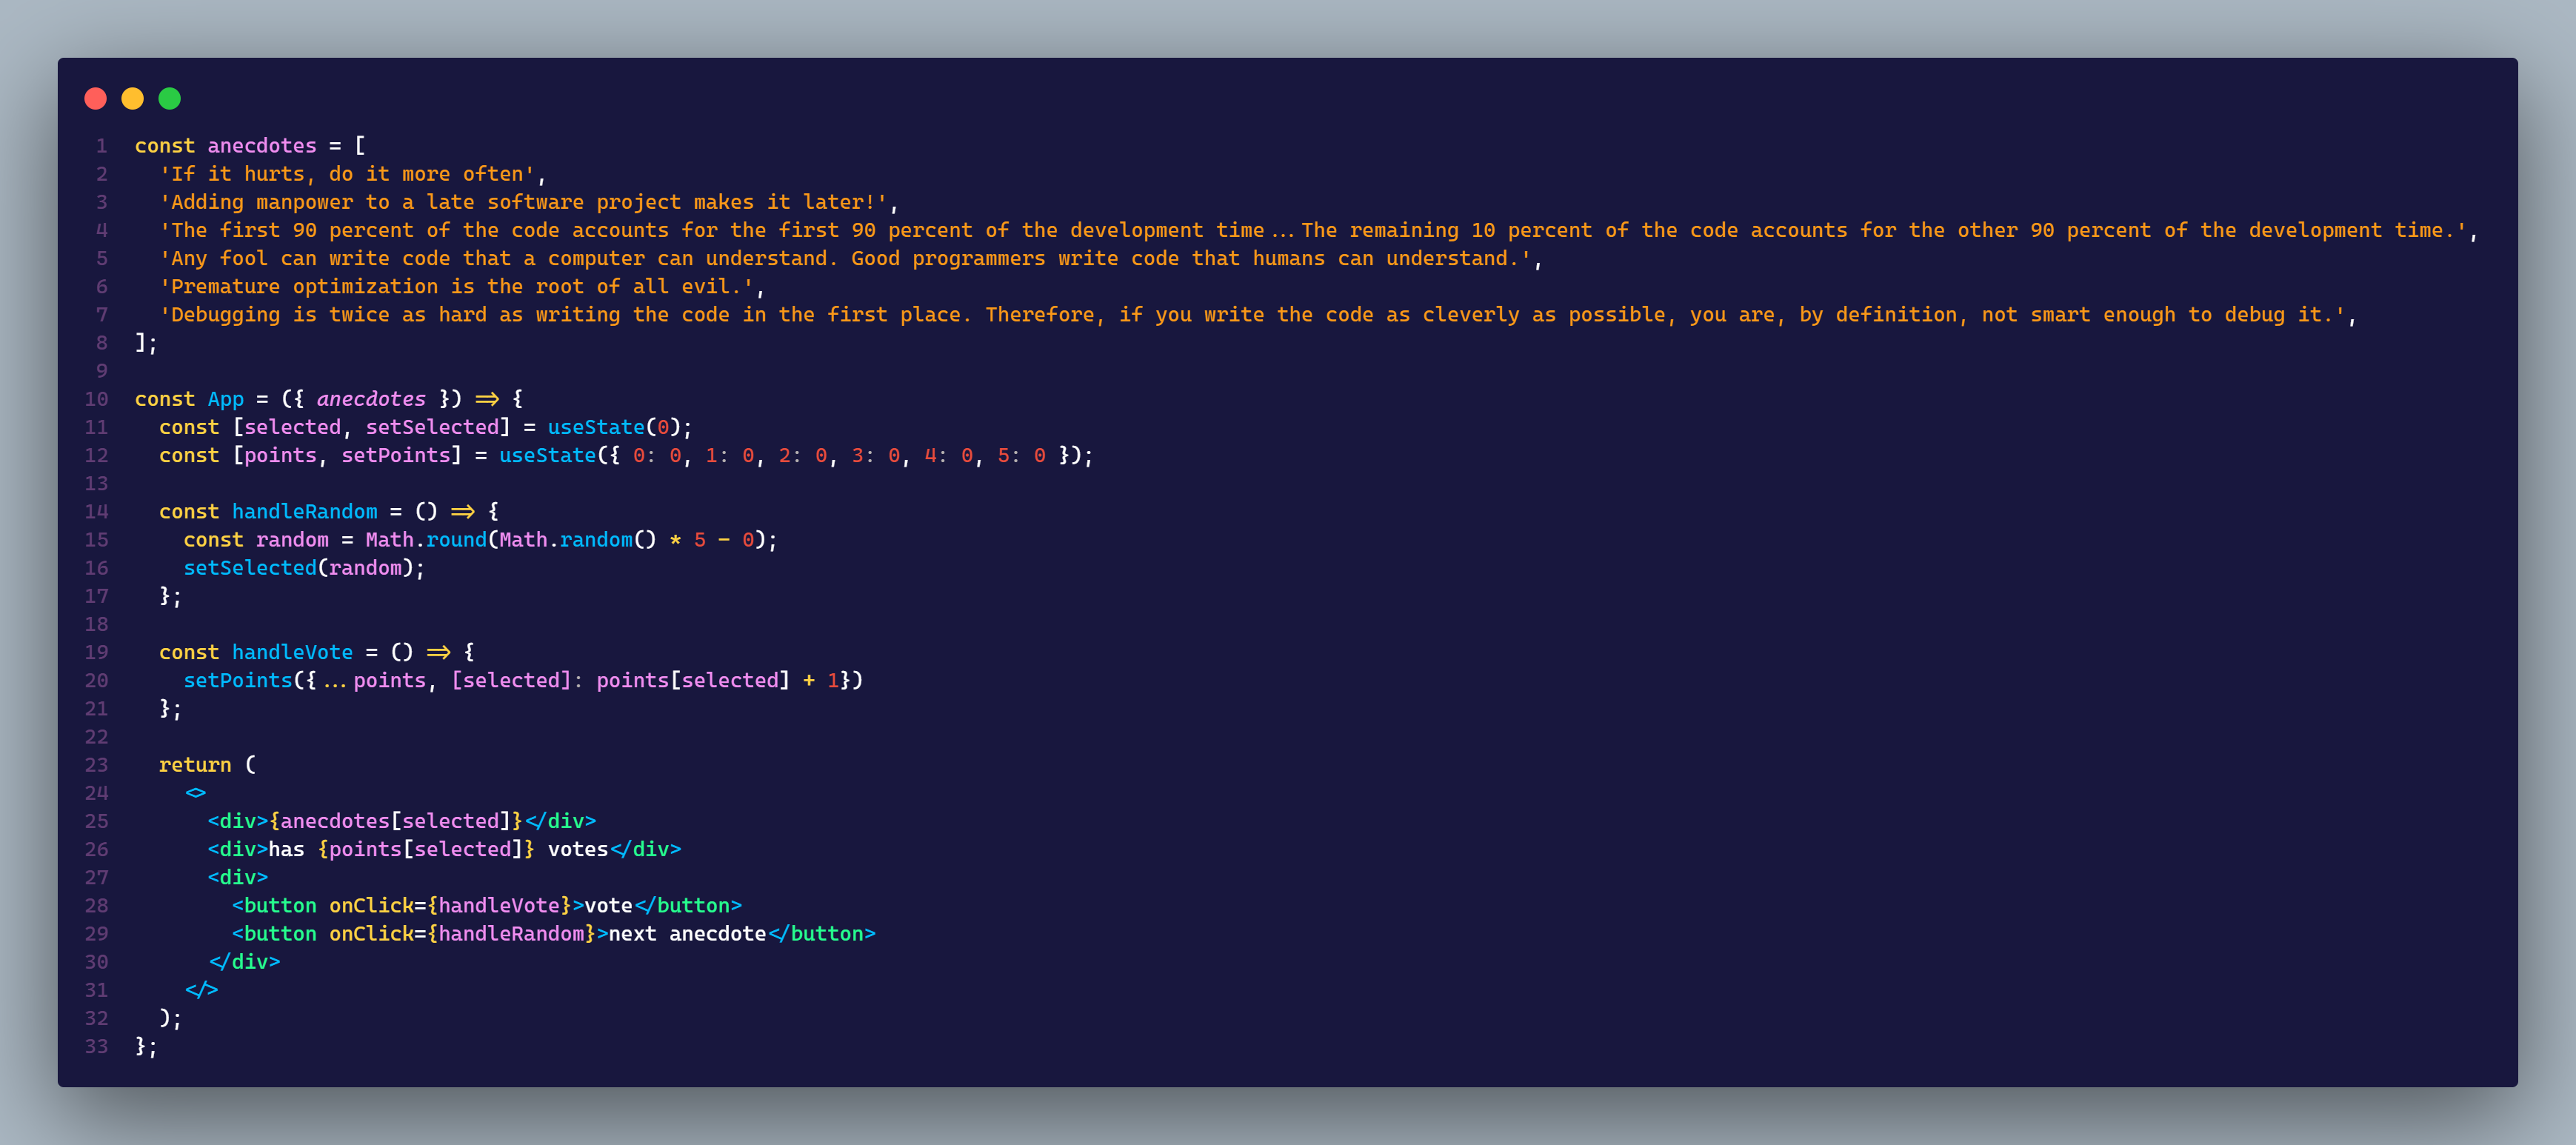 1 const anecdotes = [
2   'If it hurts, do it more often',
3   'Adding manpower to a late software project makes it later!',
4   'The first 90 percent of the code accounts for the first 90 percent of the development time...The remaining 10 percent of the code accounts for the other 90 percent of the development time.',
5   'Any fool can write code that a computer can understand. Good programmers write code that humans can understand.',
6   'Premature optimization is the root of all evil.',
7   'Debugging is twice as hard as writing the code in the first place. Therefore, if you write the code as cleverly as possible, you are, by definition, not smart enough to debug it.',
8 ];
9
10 const App = ({ anecdotes }) => {
11   const [selected, setSelected] = useState(0);
12   const [points, setPoints] = useState({ 0: 0, 1: 0, 2: 0, 3: 0, 4: 0, 5: 0 });
13
14   const handleRandom = () => {
15     const random = Math.round(Math.random() * 5 - 0);
16     setSelected(random);
17   };
18
19   const handleVote = () => {
20     setPoints({...points, [selected]: points[selected] + 1})
21   };
22
23   return (
24     <>
25       <div>{anecdotes[selected]}</div>
26       <div>has {points[selected]} votes</div>
27       <div>
28         <button onClick={handleVote}>vote</button>
29         <button onClick={handleRandom}>next anecdote</button>
30       </div>
31     </>
32   );
33 };